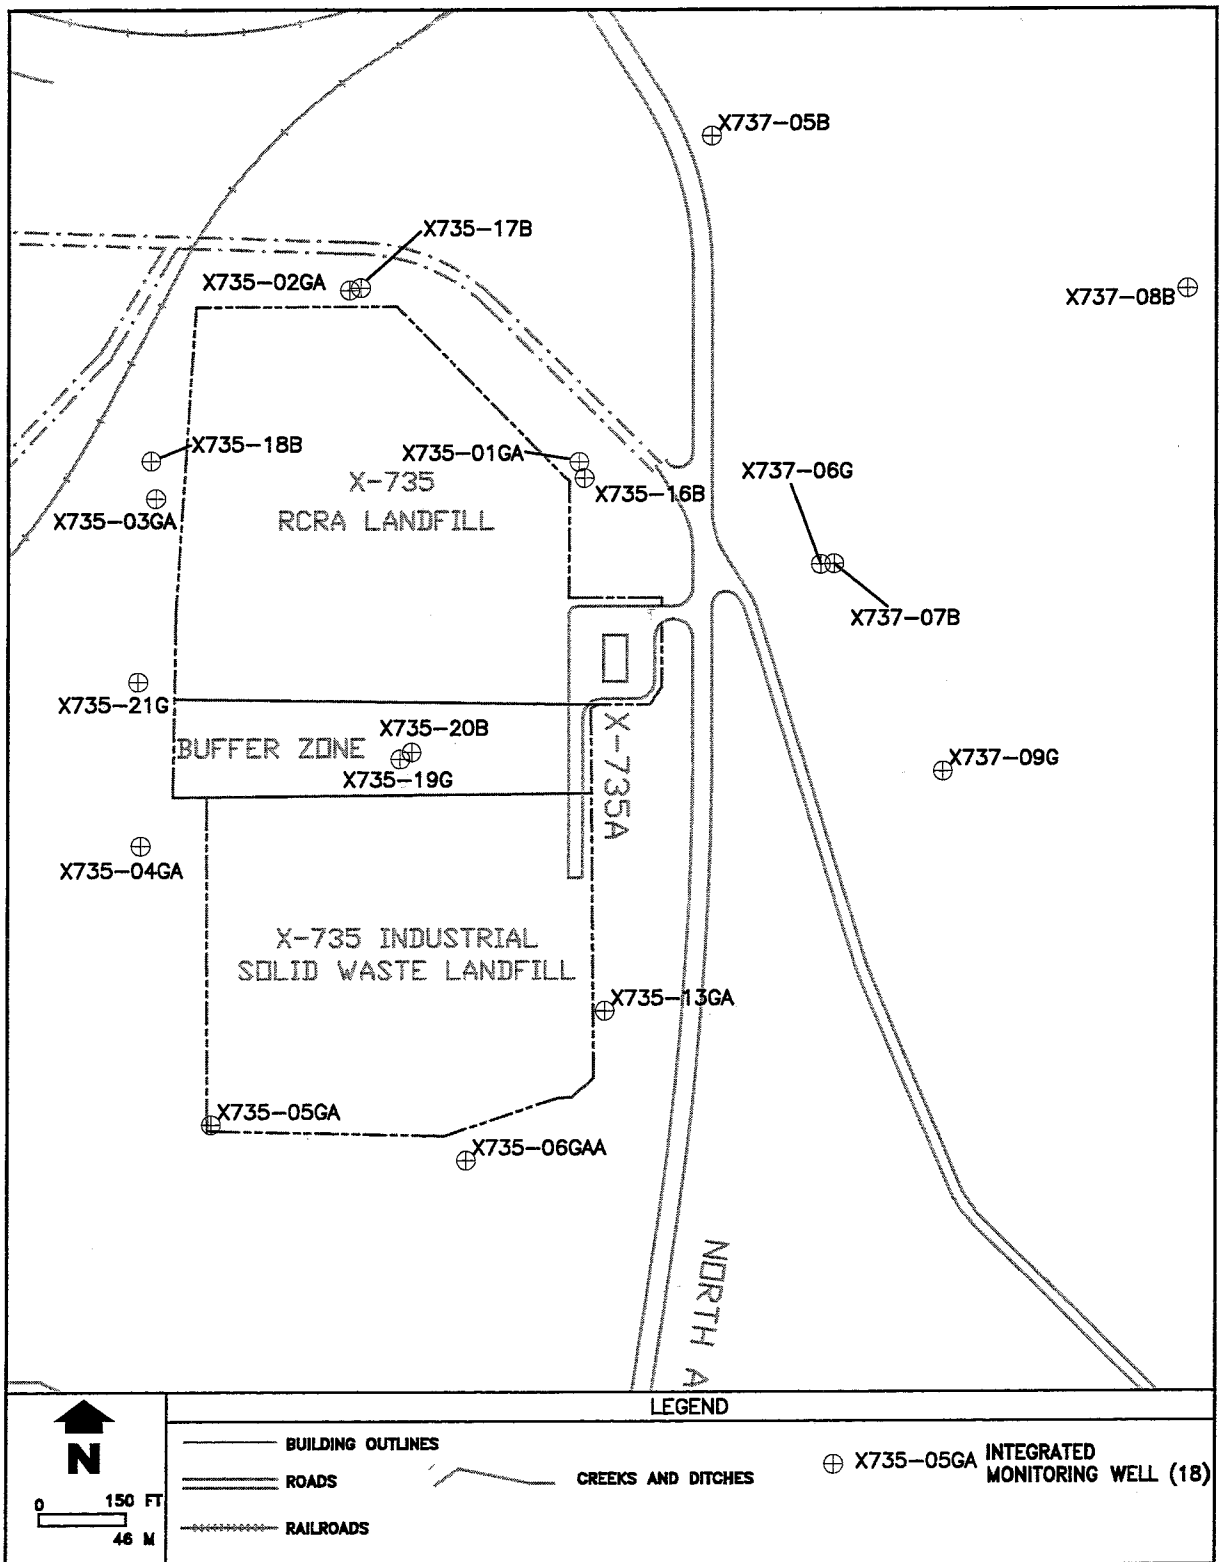 X737-05B
X735-17B
X735-02GA
X737-08B
X735-18B
X735-01GA
X737-06G
X-735
X735-16B
X735-03GA
RCRA LANDFILL
X737-07B
X735-21G
X735-20B
BUFFER ZONE
X-735A
X737-09G
X735-19G
X735-04GA
X-735 INDUSTRIAL
SOLID WASTE LANDFILL
X735-13GA
X735-05GA
X735-06GAA
NORTH A
LEGEND
N
0 150 FT
46 M
BUILDING OUTLINES
ROADS
RAILROADS
CREEKS AND DITCHES
X735-05GA INTEGRATED
MONITORING WELL (18)